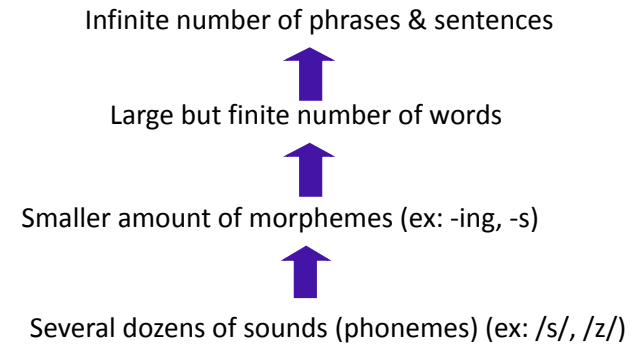 Infinite number of phrases & sentences
Large but finite number of words
Smaller amount of morphemes (ex: -ing, -s)
Several dozens of sounds (phonemes) (ex: /s/, /z/)